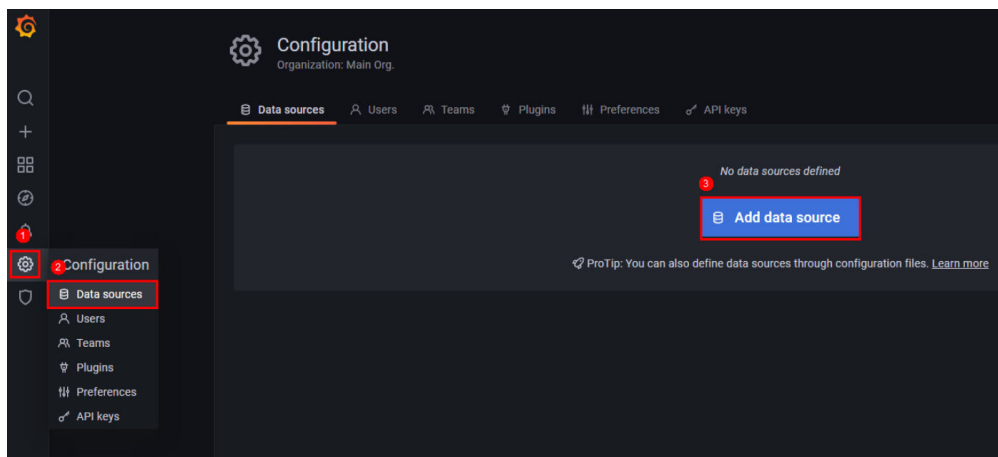 Configuration
Organization: Main Org.
Data sources
Users
Teams
Plugins
Preferences
API keys
No data sources defined
3
Add data source
ProTip: You can also define data sources through configuration files. Learn more
1
2
Configuration
Data sources
Users
Teams
Plugins
Preferences
API keys